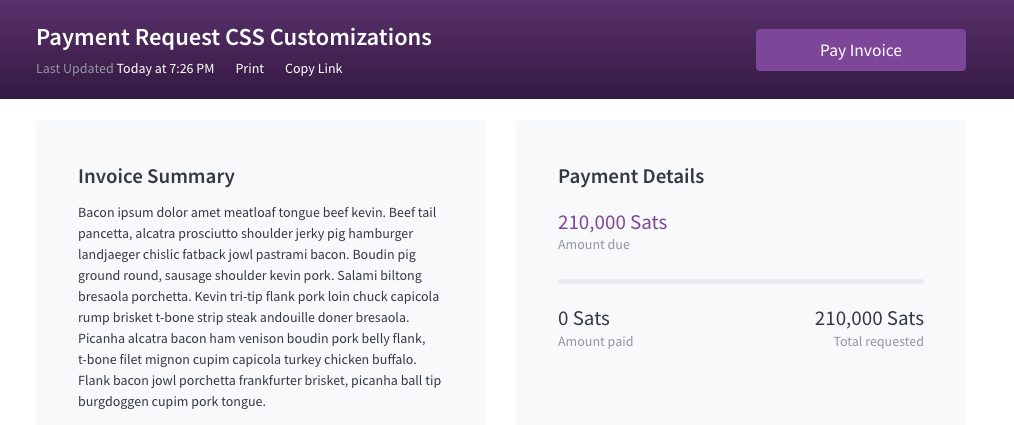 Payment Request CSS Customizations
Last Updated Today at 7:26 PM Print Copy Link
Pay Invoice
Invoice Summary
Bacon ipsum dolor amet meatloaf tongue beef kevin. Beef tail
pancetta, alcatra prosciutto shoulder jerky pig hamburger
landjaeger chislic fatback jowl pastrami bacon. Boudin pig
ground round, sausage shoulder kevin pork. Salami biltong
bresaola porchetta. Kevin tri-tip flank pork loin chuck capicola
rump brisket t-bone strip steak andouille doner bresaola.
Picanha alcatra bacon ham venison boudin pork belly flank,
t-bone filet mignon cupim capicola turkey chicken buffalo.
Flank bacon jowl porchetta frankfurter brisket, picanha ball tip
burgdoggen cupim pork tongue.
Payment Details
210,000 Sats
Amount due
0 Sats 210,000 Sats
Amount paid Total requested